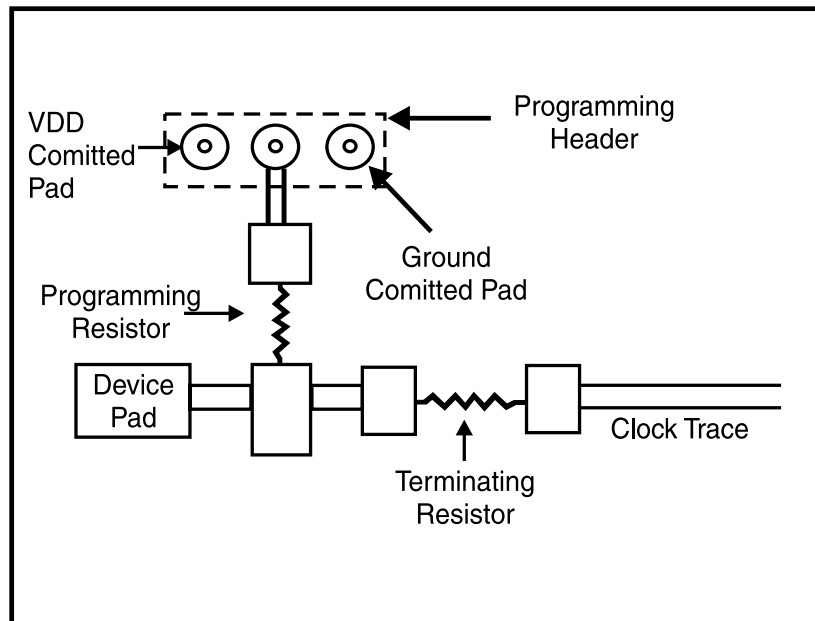 VDD
Comitted
Pad
Programming
Header
Ground
Comitted Pad
Programming
Resistor
Device
Pad
Clock Trace
Terminating
Resistor